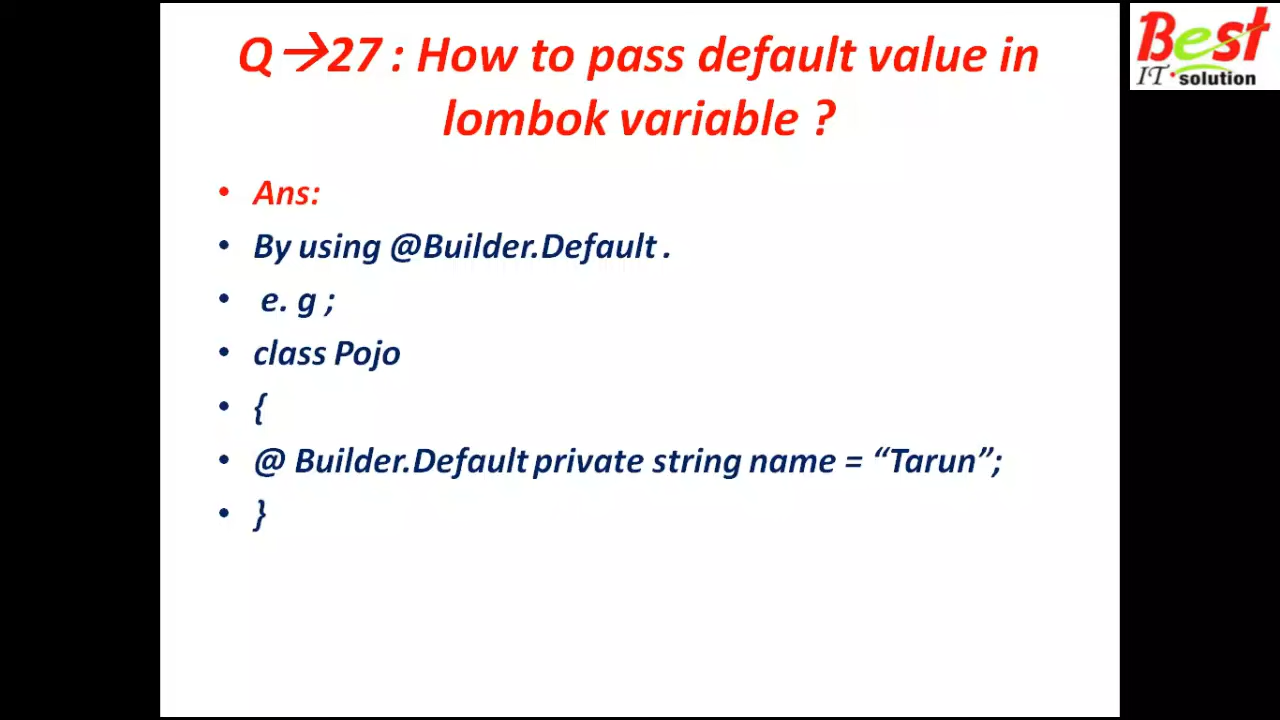 Q→27 : How to pass default value in
lombok variable ?
Best
IT solution
• Ans:
• By using @Builder.Default .
• e. g ;
• class Pojo
• {
• @ Builder.Default private string name = “Tarun”;
• }